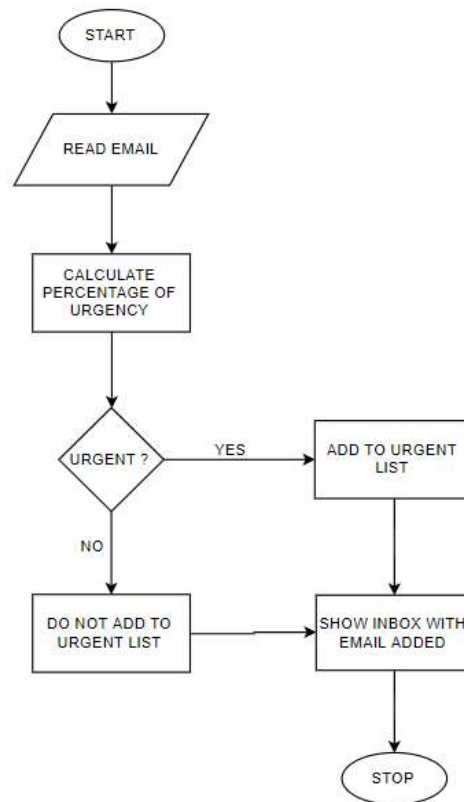 START
READ EMAIL
CALCULATE
PERCENTAGE OF
URGENCY
URGENT ?
YES
ADD TO URGENT
LIST
NO
DO NOT ADD TO
URGENT LIST
SHOW INBOX WITH
EMAIL ADDED
STOP